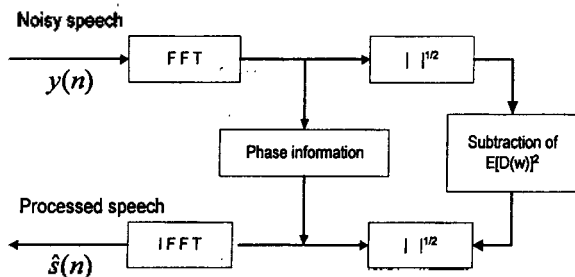 Noisy speech
y(n)
FFT
| |^1/2
Phase information
Subtraction of
E[D(w)]²
Processed speech
ŝ(n)
IFFT
| |^1/2